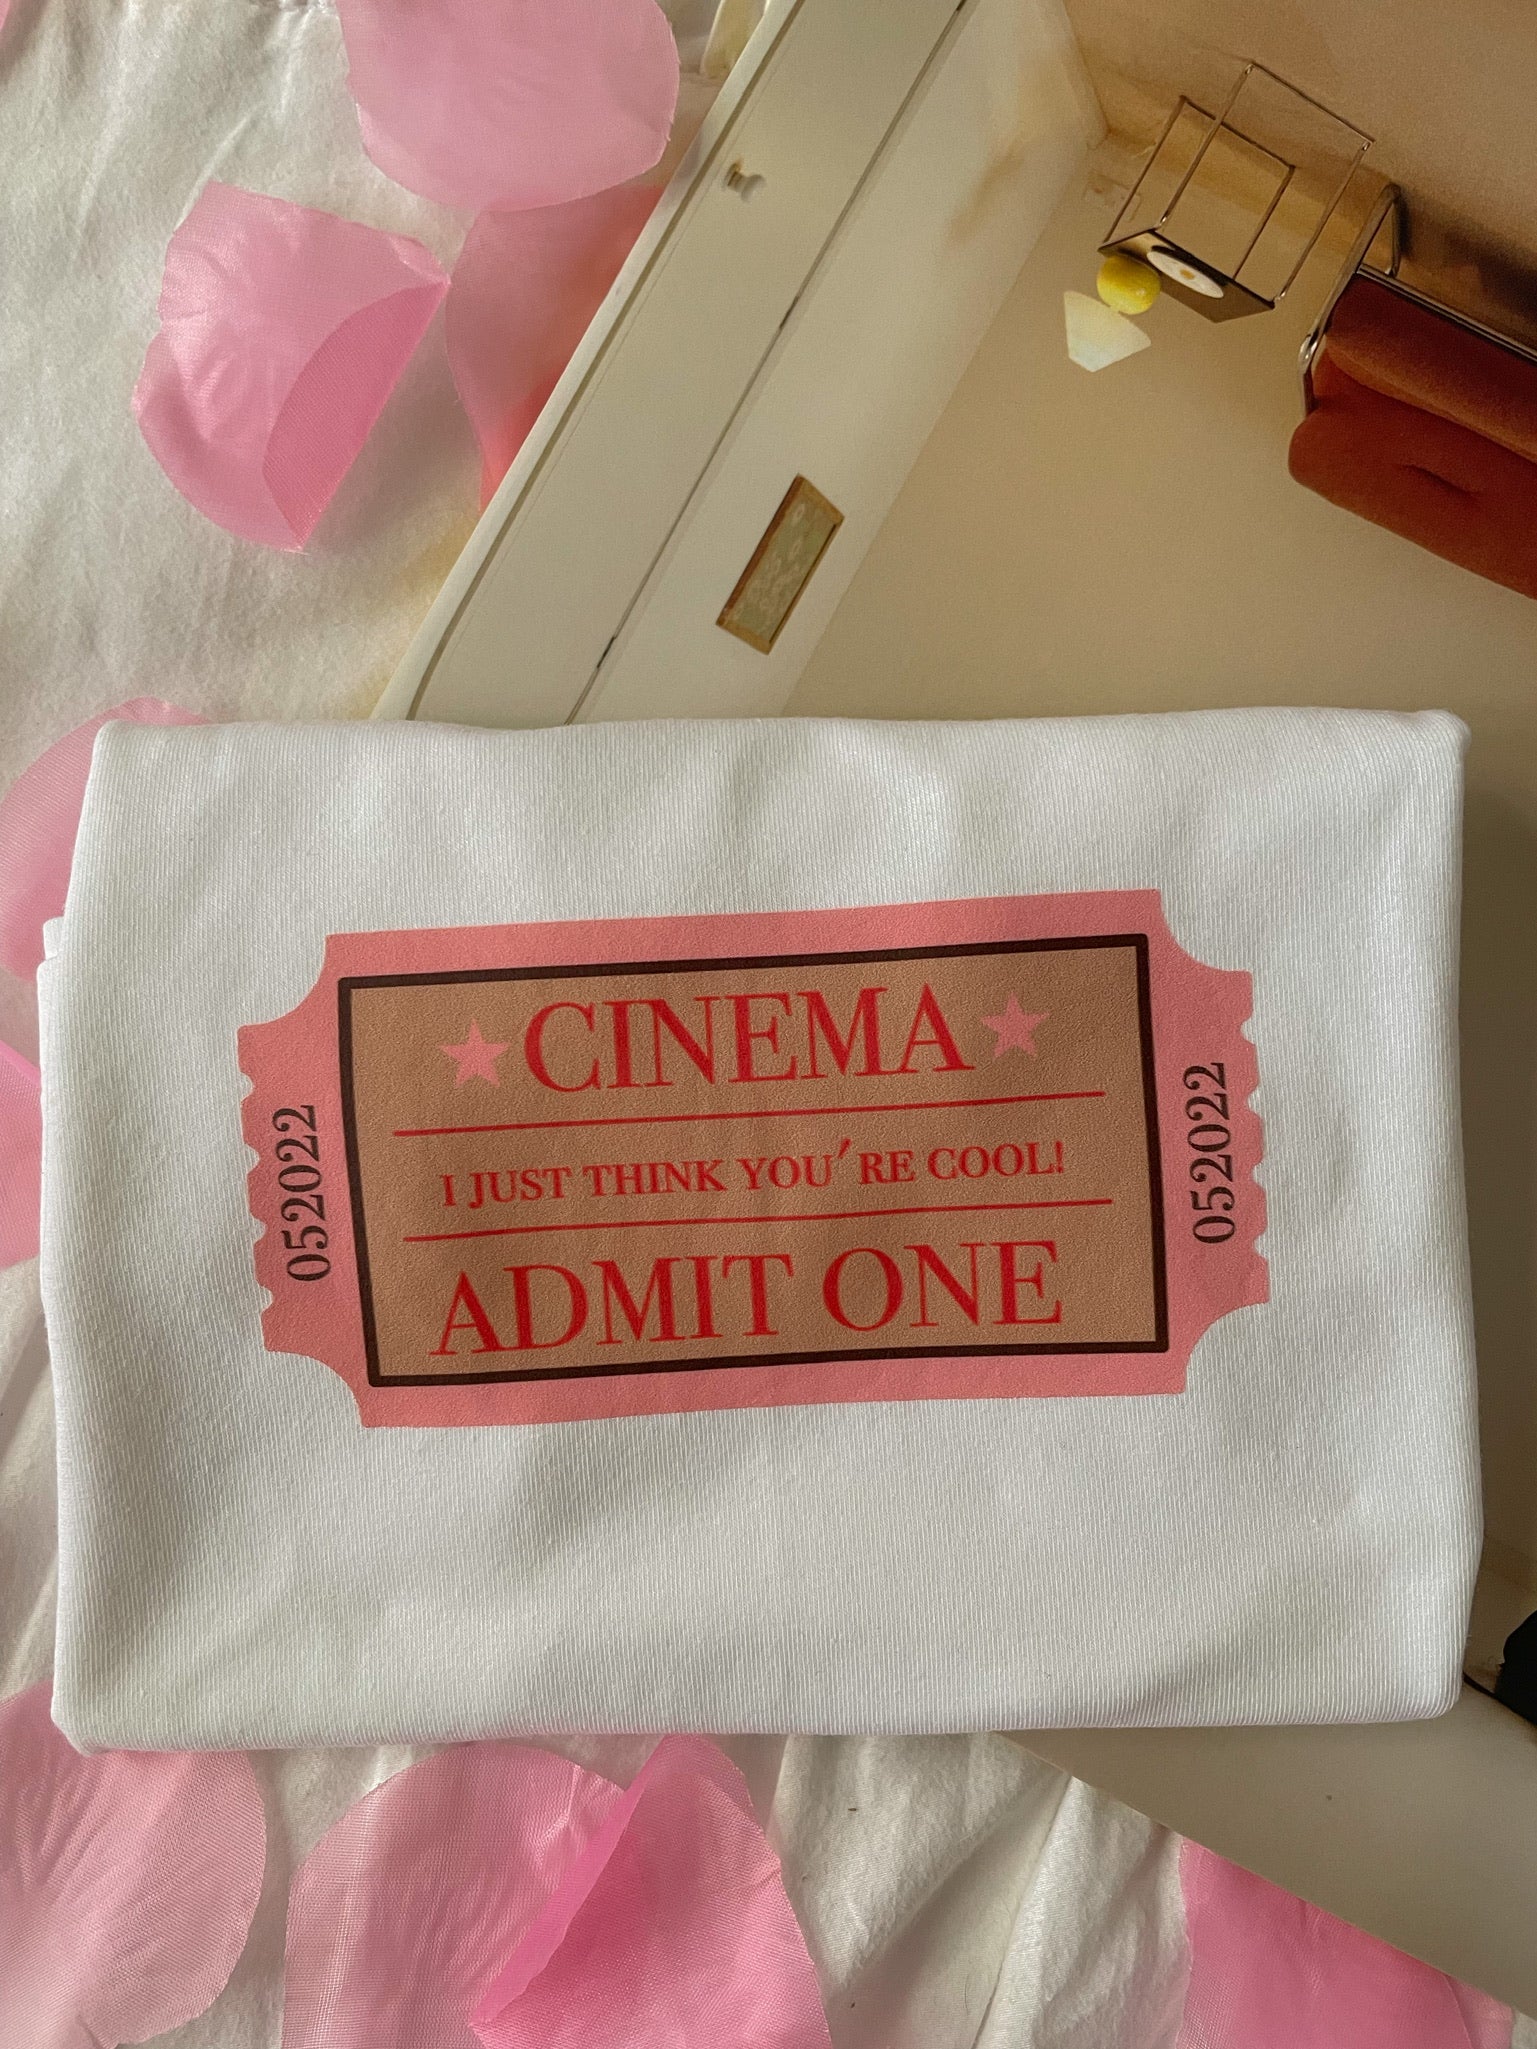 CINEMA
052022
I JUST THINK YOU'RE COOL!
052022
ADMIT ONE